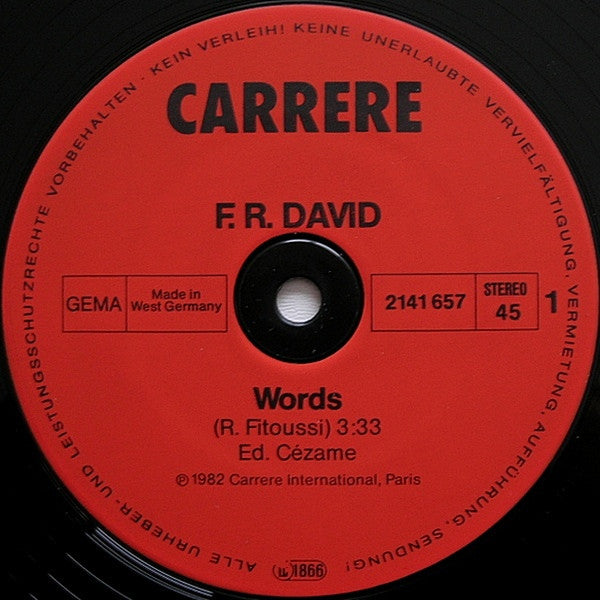 ALLE URHEBER- UND LEISTUNGSSCHUTZRECHTE VORBEHALTEN · KEIN VERLEIH! KEINE UNERLAUBTE VERVIELFÄLTIGUNG, VERMIETUNG, AUFFÜHRUNG, SENDUNG!
CARRERE
F. R. DAVID
GEMA
Made in
West Germany
2141 657
STEREO
45
1
Words
(R. Fitoussi) 3:33
Ed. Cézame
℗ 1982 Carrere International, Paris
LC 1866